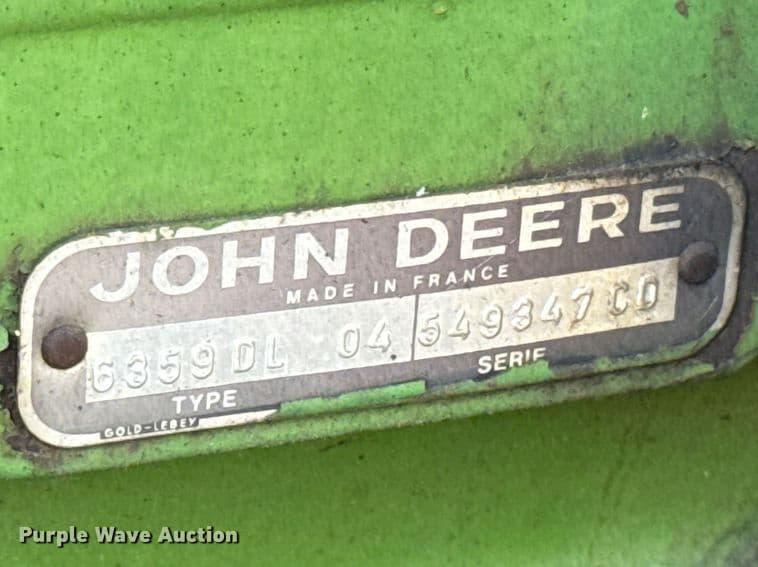 JOHN DEERE
MADE IN FRANCE
6359DL 04 549347CD
TYPE SERIE
GOLD-LEBEY
Purple Wave Auction